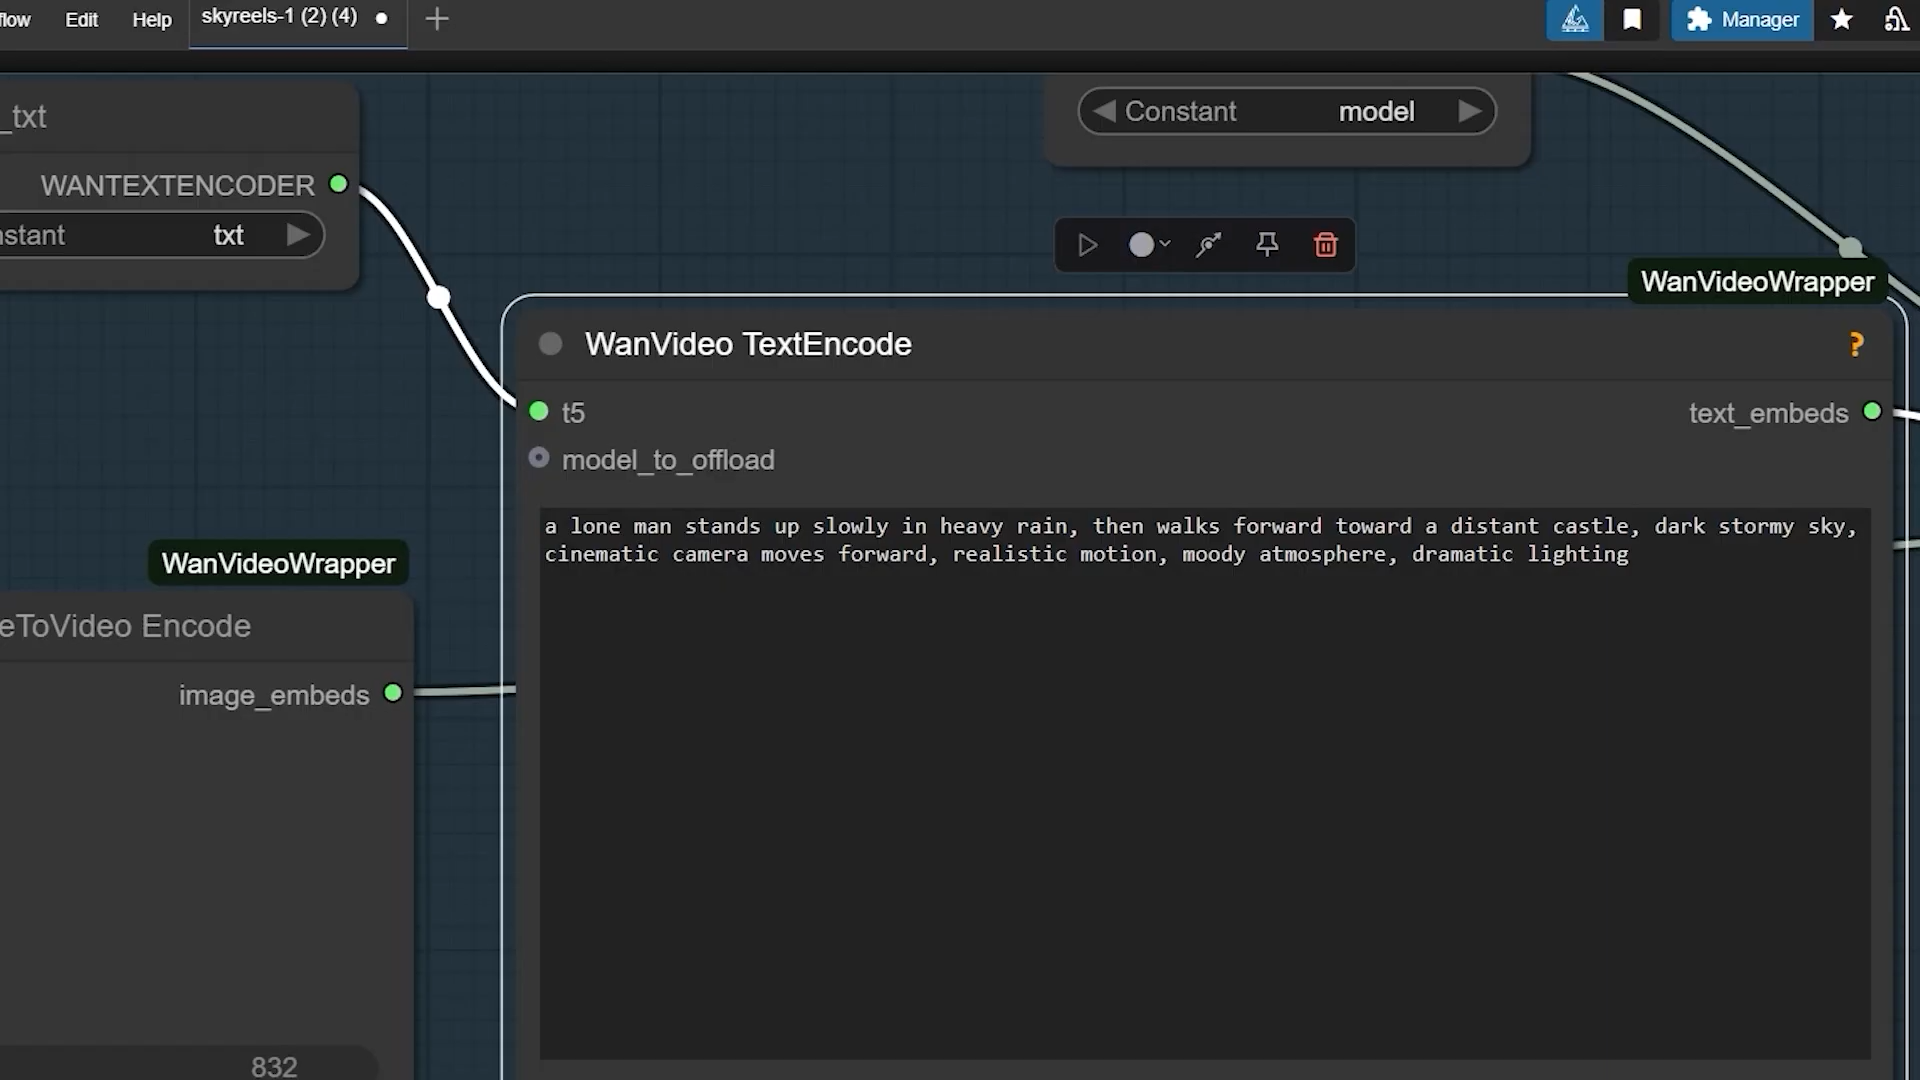 flow Edit Help skyreels-1 (2) (4) Manager
_txt
Constant model
WANTEXTENCODER
nstant txt
WanVideoWrapper
WanVideo TextEncode ?
t5 text_embeds
model_to_offload
a lone man stands up slowly in heavy rain, then walks forward toward a distant castle, dark stormy sky,
cinematic camera moves forward, realistic motion, moody atmosphere, dramatic lighting
WanVideoWrapper
eToVideo Encode
image_embeds
832